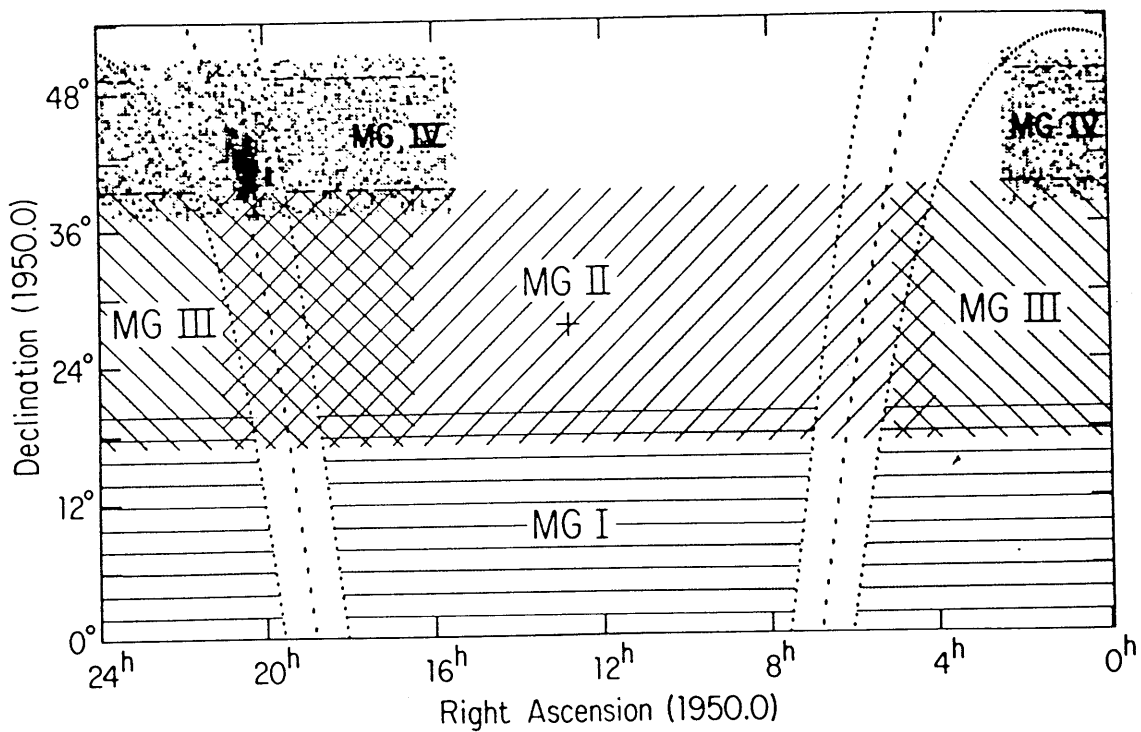 48°
36°
24°
12°
0°
Declination (1950.0)
MG IV
MG IV
MG II
MG III
MG III
MG I
24ʰ
20ʰ
16ʰ
12ʰ
8ʰ
4ʰ
0ʰ
Right Ascension (1950.0)